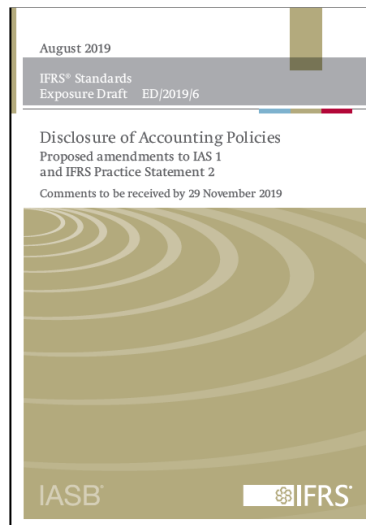 August 2019
IFRS® Standards
Exposure Draft ED/2019/6
Disclosure of Accounting Policies
Proposed amendments to IAS 1
and IFRS Practice Statement 2
Comments to be received by 29 November 2019
IASB®
IFRS®